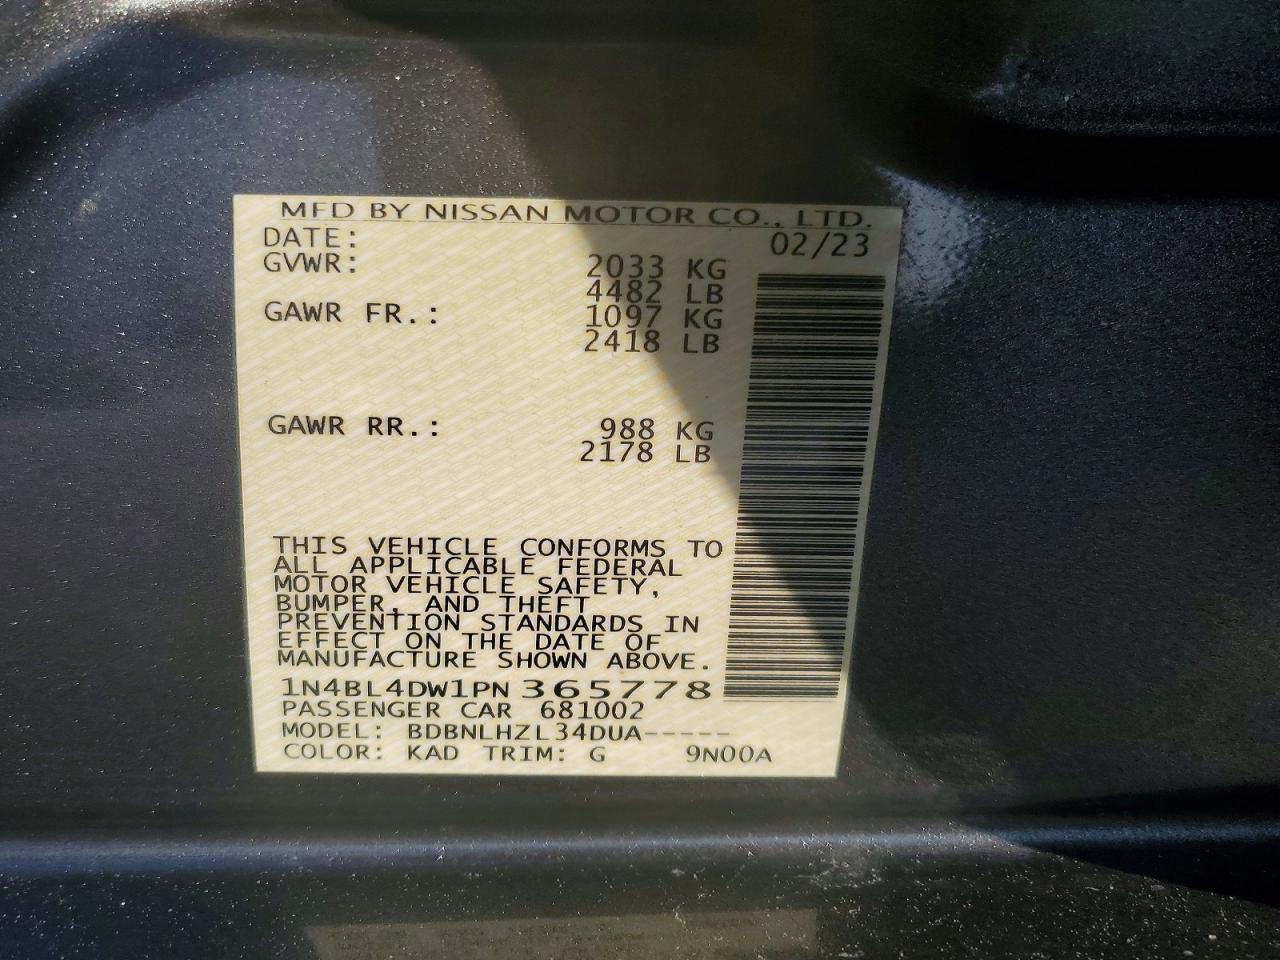 MFD BY NISSAN MOTOR CO., LTD.
DATE: 02/23
GVWR: 2033 KG
4482 LB
GAWR FR.: 1097 KG
2418 LB
GAWR RR.: 988 KG
2178 LB
THIS VEHICLE CONFORMS TO
ALL APPLICABLE FEDERAL
MOTOR VEHICLE SAFETY,
BUMPER, AND THEFT
PREVENTION STANDARDS IN
EFFECT ON THE DATE OF
MANUFACTURE SHOWN ABOVE.
1N4BL4DW1PN365778
PASSENGER CAR 681002
MODEL: BDBNLHZL34DUA-----
COLOR: KAD TRIM: G 9N00A